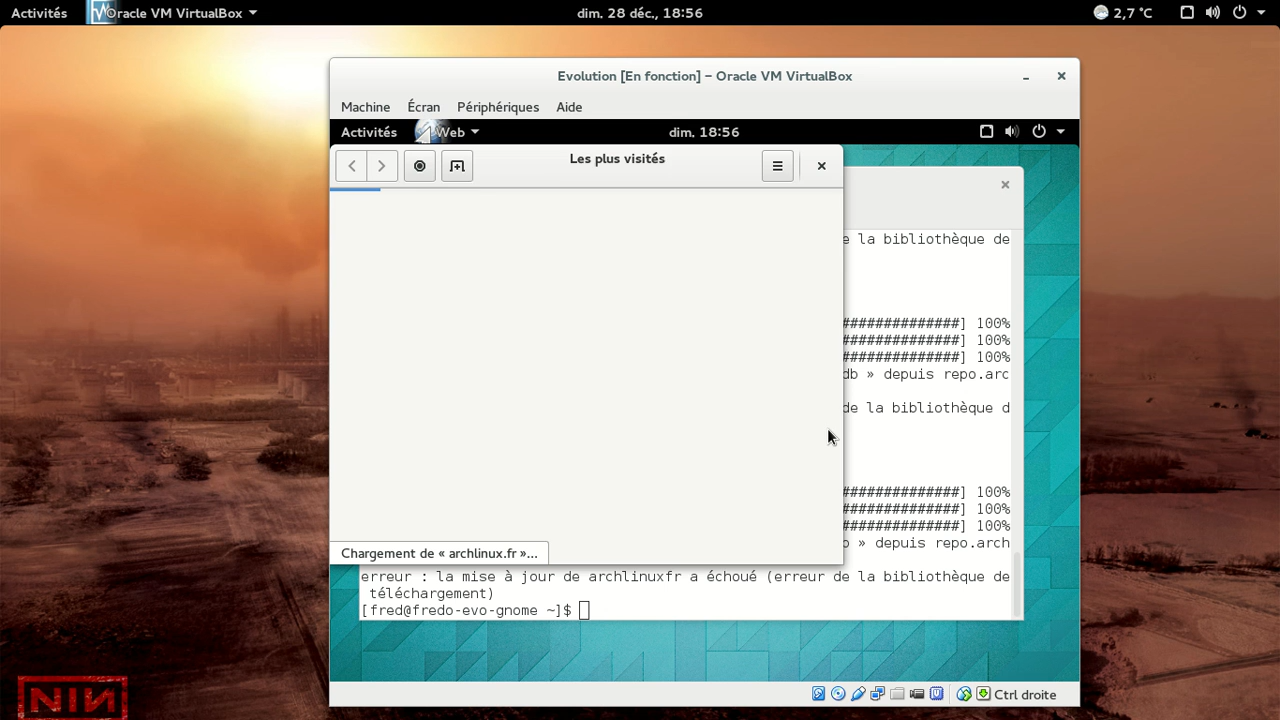 Activités Oracle VM VirtualBox dim. 28 déc., 18:56 2,7 °C
Evolution [En fonction] – Oracle VM VirtualBox
Machine Écran Périphériques Aide
Activités Web dim. 18:56
Les plus visités
e la bibliothèque de
##############] 100%
##############] 100%
##############] 100%
db » depuis repo.arc
de la bibliothèque d
##############] 100%
##############] 100%
##############] 100%
» depuis repo.arch
Chargement de « archlinux.fr »...
erreur : la mise à jour de archlinuxfr a échoué (erreur de la bibliothèque de
téléchargement)
[fred@fredo-evo-gnome ~]$
Ctrl droite
NIN